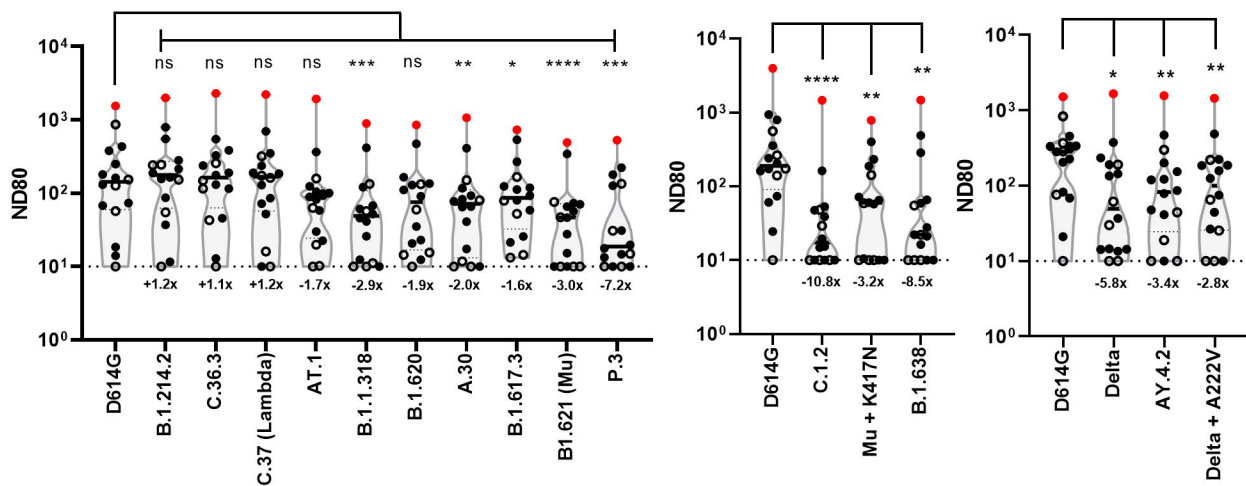 ns ns ns ns *** ns ** * **** ***
ND80
10⁴
10³
10²
10¹
10⁰
+1.2x +1.1x +1.2x -1.7x -2.9x -1.9x -2.0x -1.6x -3.0x -7.2x
D614G
B.1.214.2
C.36.3
C.37 (Lambda)
AT.1
B.1.1.318
B.1.620
A.30
B.1.617.3
B1.621 (Mu)
P.3
**** ** **
ND80
10⁴
10³
10²
10¹
10⁰
-10.8x -3.2x -8.5x
D614G
C.1.2
Mu + K417N
B.1.638
* ** **
ND80
10⁴
10³
10²
10¹
10⁰
-5.8x -3.4x -2.8x
D614G
Delta
AY.4.2
Delta + A222V